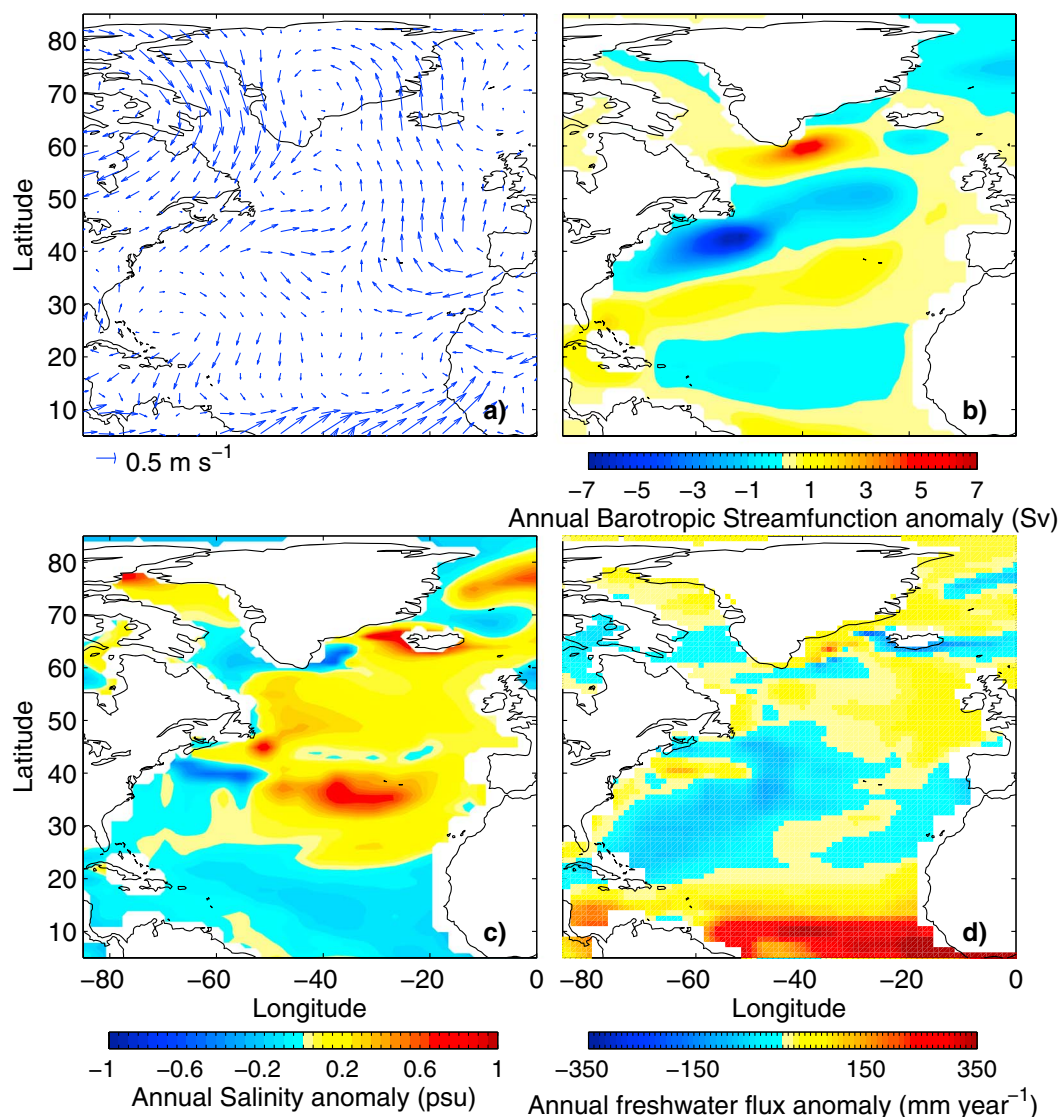 80
70
60
50
40
30
20
10
Latitude
a)
b)
0.5 m s⁻¹
−7 −5 −3 −1 1 3 5 7
Annual Barotropic Streamfunction anomaly (Sv)
80
70
60
50
40
30
20
10
Latitude
c)
d)
−80 −60 −40 −20 0
−80 −60 −40 −20 0
Longitude
Longitude
−1 −0.6 −0.2 0.2 0.6 1
−350 −150 150 350
Annual Salinity anomaly (psu)
Annual freshwater flux anomaly (mm year⁻¹)